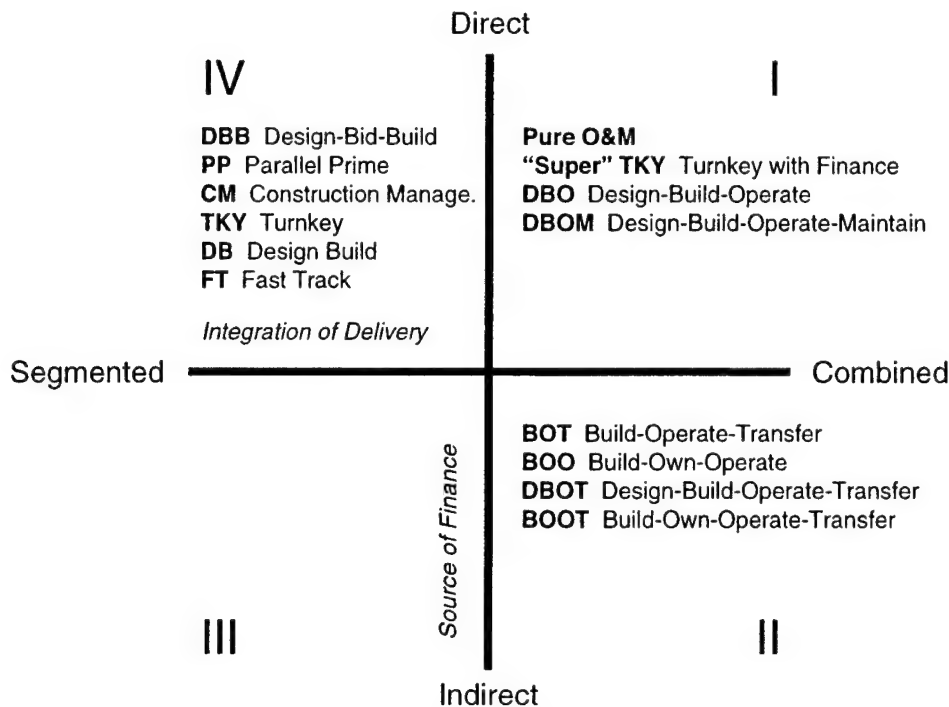 Direct
IV
I
DBB Design-Bid-Build
PP Parallel Prime
CM Construction Manage.
TKY Turnkey
DB Design Build
FT Fast Track
Pure O&M
“Super” TKY Turnkey with Finance
DBO Design-Build-Operate
DBOM Design-Build-Operate-Maintain
Integration of Delivery
Segmented
Combined
BOT Build-Operate-Transfer
BOO Build-Own-Operate
DBOT Design-Build-Operate-Transfer
BOOT Build-Own-Operate-Transfer
Source of Finance
III
II
Indirect